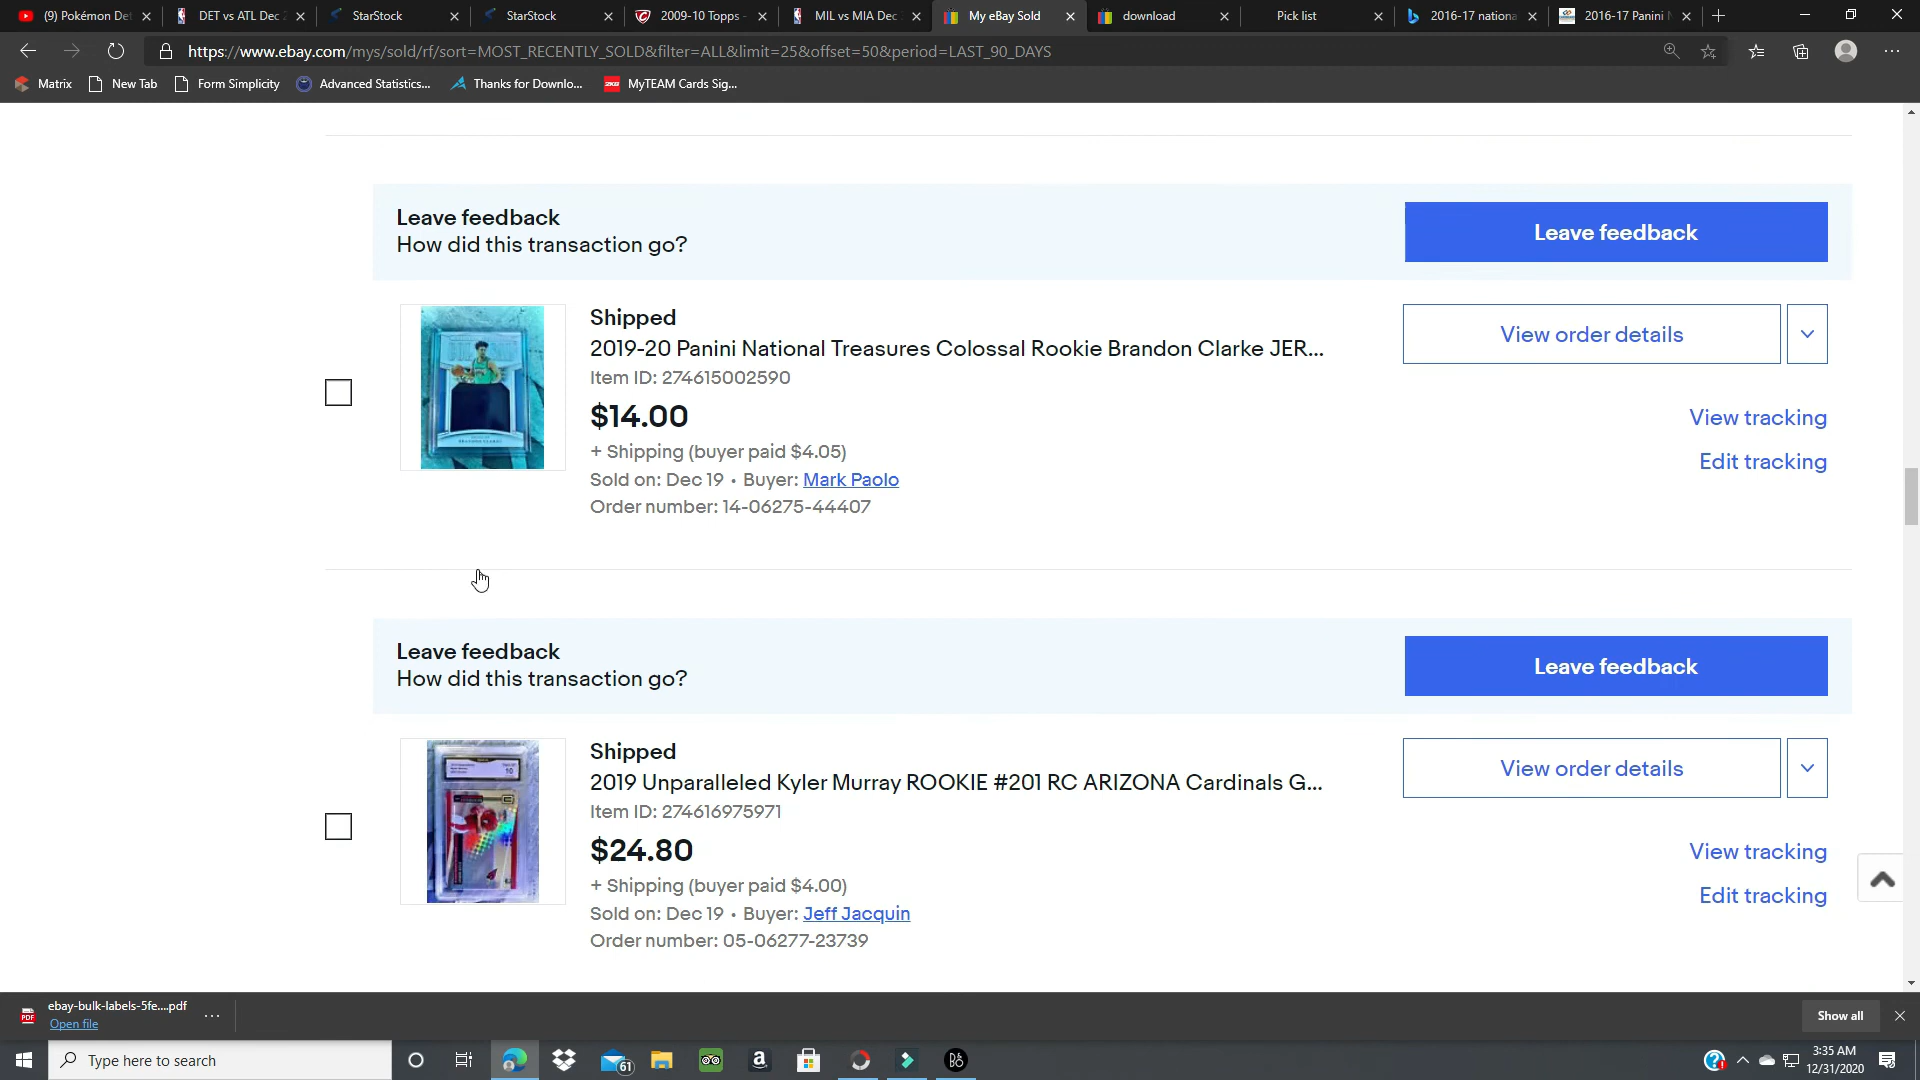 (9) Pokémon De
DET vs ATL Dec 2
StarStock
StarStock
2009-10 Topps -
MIL vs MIA Dec
My eBay Sold
download
Pick list
2016-17 nationa
2016-17 Panini N
https://www.ebay.com/mys/sold/rf/sort=MOST_RECENTLY_SOLD&filter=ALL&limit=25&offset=50&period=LAST_90_DAYS
Matrix
New Tab
Form Simplicity
Advanced Statistics...
Thanks for Downlo...
MyTEAM Cards Sig...
Leave feedback
How did this transaction go?
Leave feedback
Shipped
2019-20 Panini National Treasures Colossal Rookie Brandon Clarke JER...
Item ID: 274615002590
$14.00
+ Shipping (buyer paid $4.05)
Sold on: Dec 19 • Buyer: Mark Paolo
Order number: 14-06275-44407
View order details
View tracking
Edit tracking
Leave feedback
How did this transaction go?
Leave feedback
Shipped
2019 Unparalleled Kyler Murray ROOKIE #201 RC ARIZONA Cardinals G...
Item ID: 274616975971
$24.80
+ Shipping (buyer paid $4.00)
Sold on: Dec 19 • Buyer: Jeff Jacquin
Order number: 05-06277-23739
View order details
View tracking
Edit tracking
ebay-bulk-labels-5fe....pdf
Open file
Show all
Type here to search
61
3:35 AM
12/31/2020